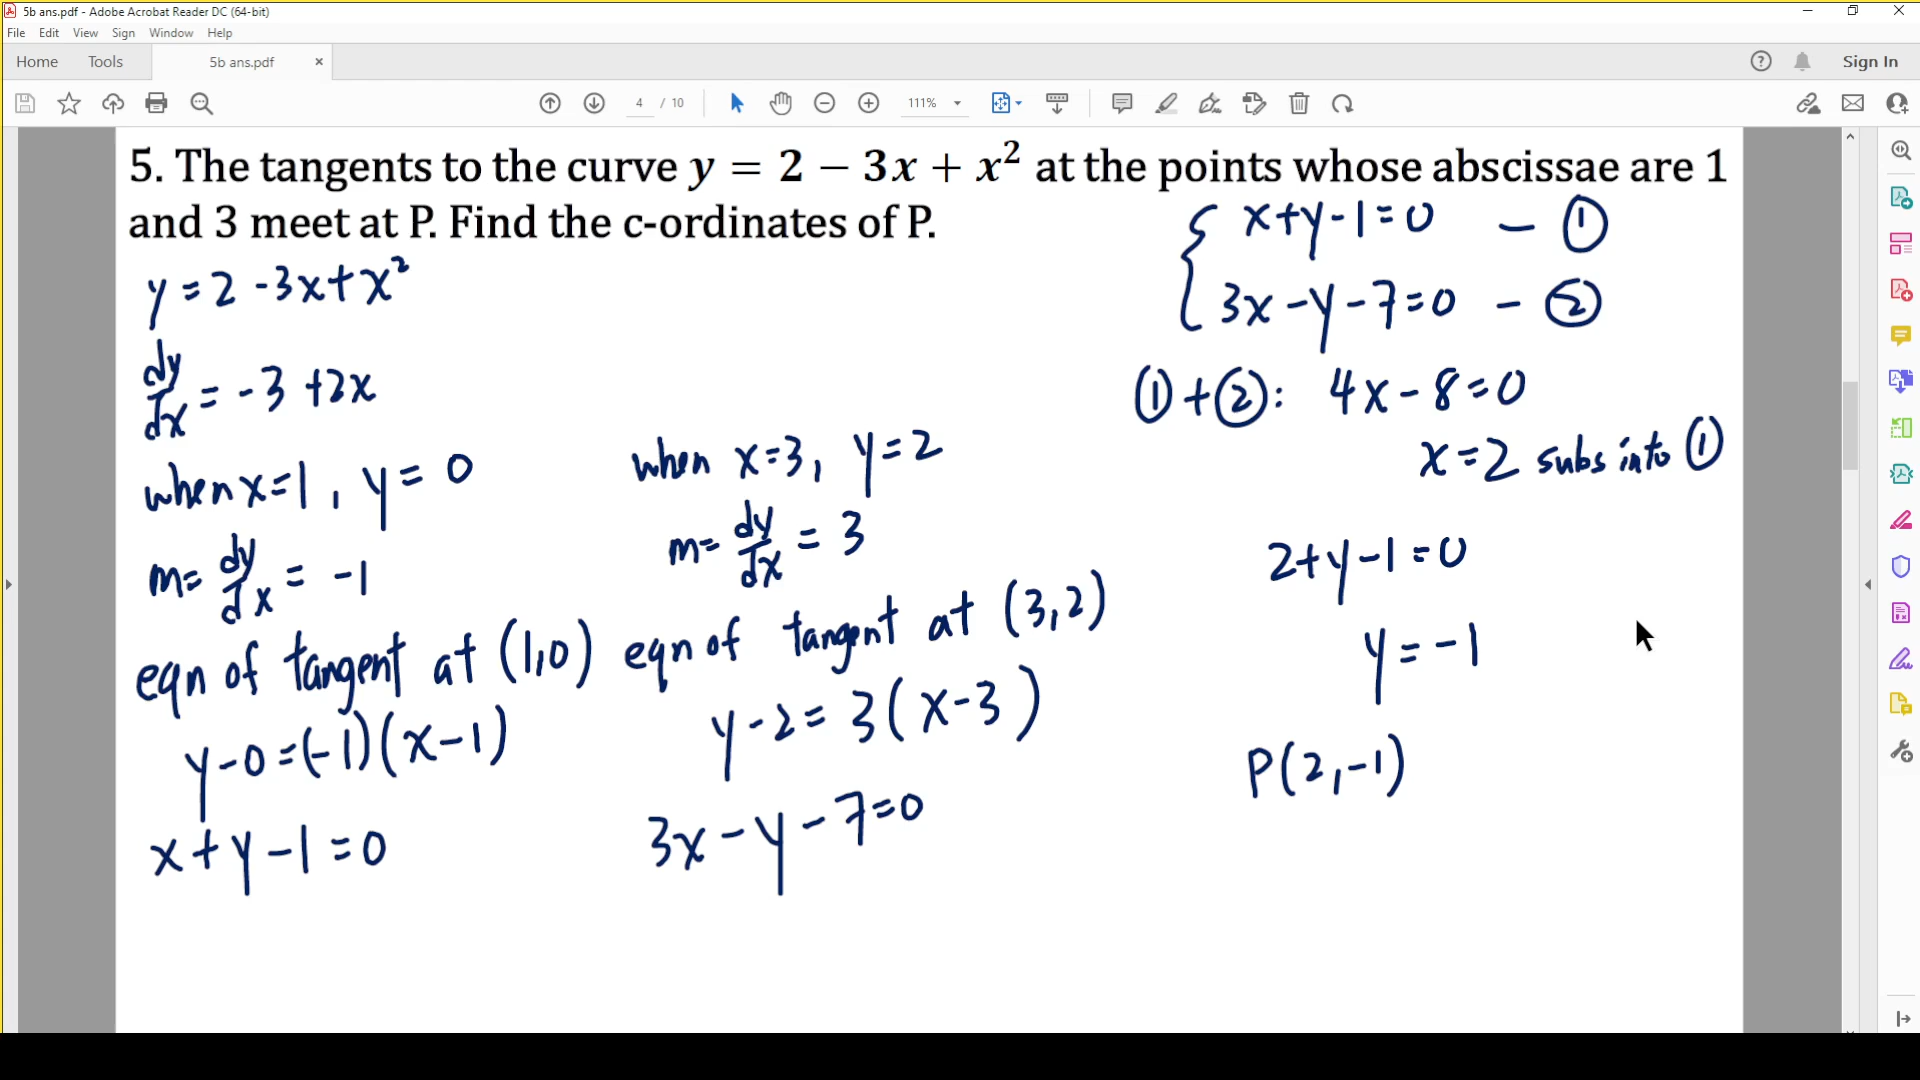 5b ans.pdf - Adobe Acrobat Reader DC (64-bit)
File Edit View Sign Window Help
Home Tools 5b ans.pdf × Sign In
4 / 10 111%
5. The tangents to the curve y = 2 − 3x + x² at the points whose abscissae are 1
and 3 meet at P. Find the c-ordinates of P.
y = 2 - 3x + x²
dy/dx = -3 + 2x
when x=1, y = 0
m = dy/dx = -1
eqn of tangent at (1,0)
y-0 = (-1)(x-1)
x + y - 1 = 0
when x=3, y=2
m = dy/dx = 3
eqn of tangent at (3,2)
y-2 = 3(x-3)
3x - y - 7 = 0
{ x+y-1=0 — ①
3x-y-7=0 — ②
①+②: 4x-8=0
x=2 subs into ①
2+y-1=0
y = -1
P(2,-1)